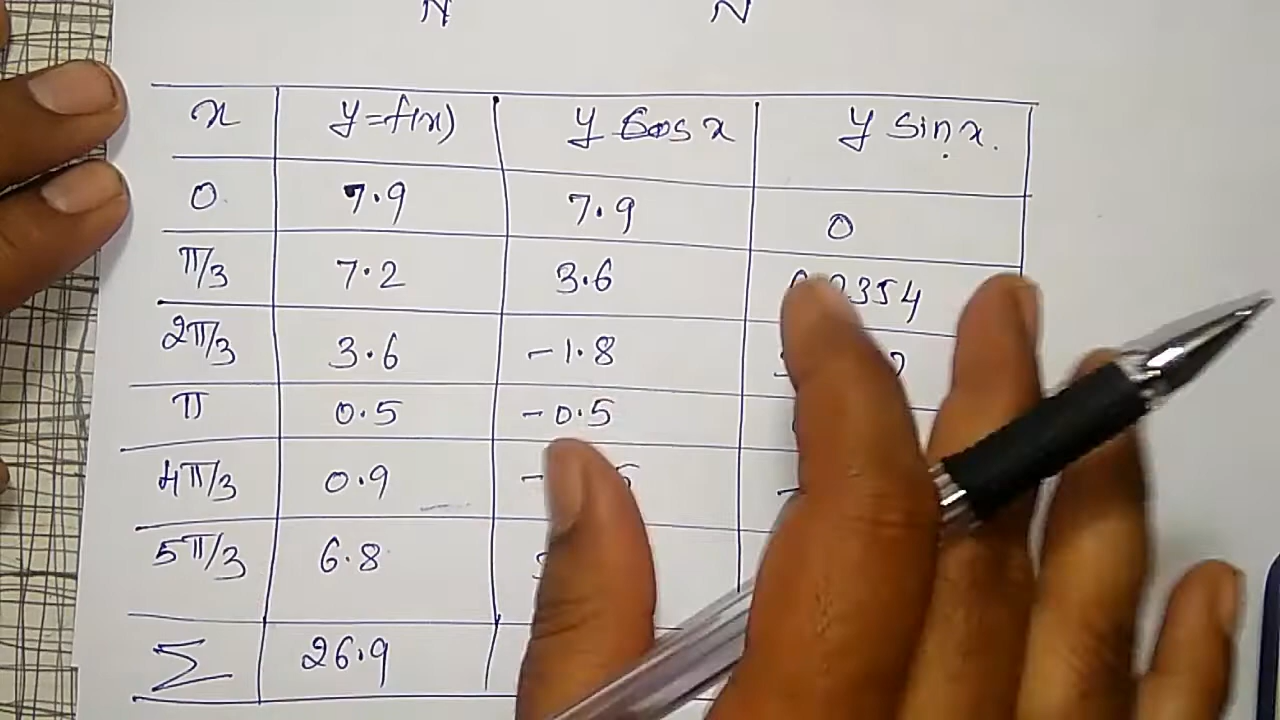 N N
x y=f(x) y Cos x y Sin x.
0 7.9 7.9 0
π/3 7.2 3.6
2π/3 3.6 -1.8
π 0.5 -0.5
4π/3 0.9
5π/3 6.8
Σ 26.9